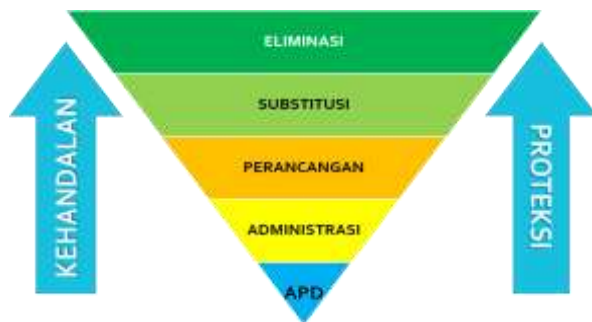 ELIMINASI
SUBSTITUSI
PERANCANGAN
ADMINISTRASI
APD
KEHANDALAN
PROTEKSI